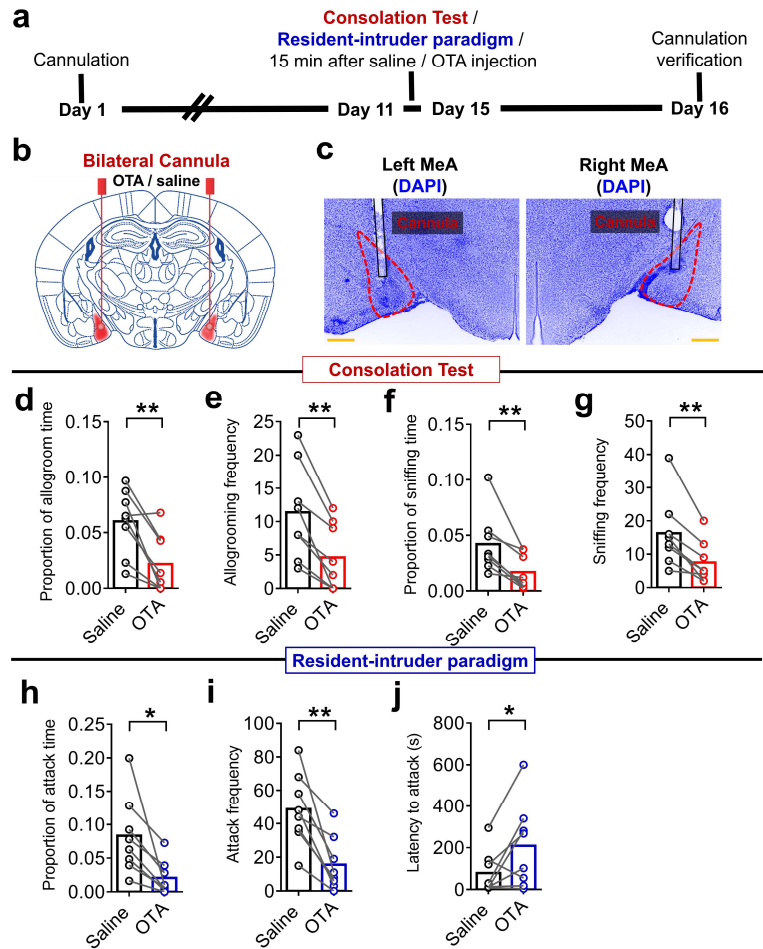 a
Consolation Test /
Resident-intruder paradigm /
15 min after saline / OTA injection
Cannulation
Cannulation
verification
Day 1
Day 11
Day 15
Day 16
b
Bilateral Cannula
OTA / saline
c
Left MeA
(DAPI)
Right MeA
(DAPI)
Cannula
Cannula
Consolation Test
d
Proportion of allogroom time
0.15
0.10
0.05
0.00
**
Saline
OTA
e
Allogrooming frequency
25
20
15
10
5
0
**
Saline
OTA
f
Proportion of sniffing time
0.15
0.10
0.05
0.00
**
Saline
OTA
g
Sniffing frequency
50
40
30
20
10
0
**
Saline
OTA
Resident-intruder paradigm
h
Proportion of attack time
0.25
0.20
0.15
0.10
0.05
0.00
*
Saline
OTA
i
Attack frequency
100
80
60
40
20
0
**
Saline
OTA
j
Latency to attack (s)
800
600
400
200
0
*
Saline
OTA